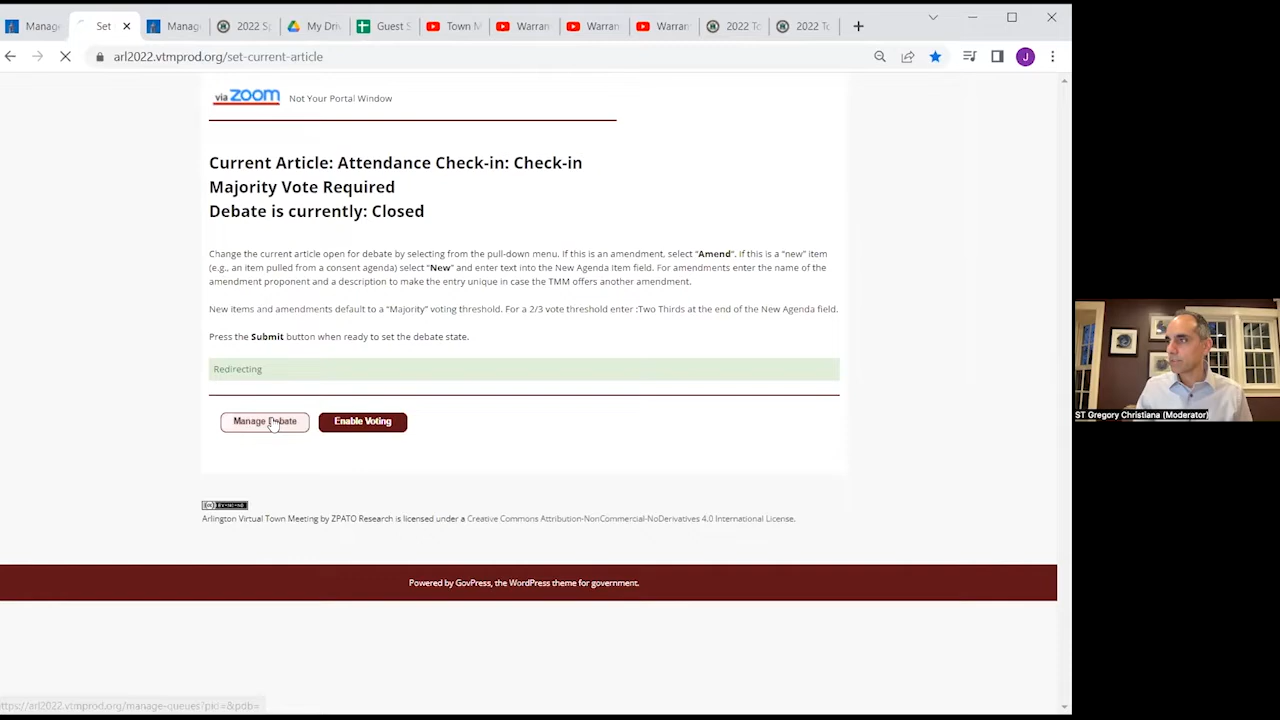 Manage
Set
Manag
2022 Sp
My Driv
Guest S
Town M
Warran
Warran
Warran
2022 To
2022 To
arl2022.vtmprod.org/set-current-article
J
via zoom Not Your Portal Window
Current Article: Attendance Check-in: Check-in
Majority Vote Required
Debate is currently: Closed
Change the current article open for debate by selecting from the pull-down menu. If this is an amendment, select "Amend". If this is a "new" item
(e.g., an item pulled from a consent agenda) select "New" and enter text into the New Agenda Item field. For amendments enter the name of the
amendment proponent and a description to make the entry unique in case the TMM offers another amendment.
New items and amendments default to a "Majority" voting threshold. For a 2/3 vote threshold enter :Two Thirds at the end of the New Agenda field.
Press the Submit button when ready to set the debate state.
Redirecting
Manage Debate Enable Voting
ST Gregory Christiana (Moderator)
Arlington Virtual Town Meeting by ZPATO Research is licensed under a Creative Commons Attribution-NonCommercial-NoDerivatives 4.0 International License.
Powered by GovPress, the WordPress theme for government.